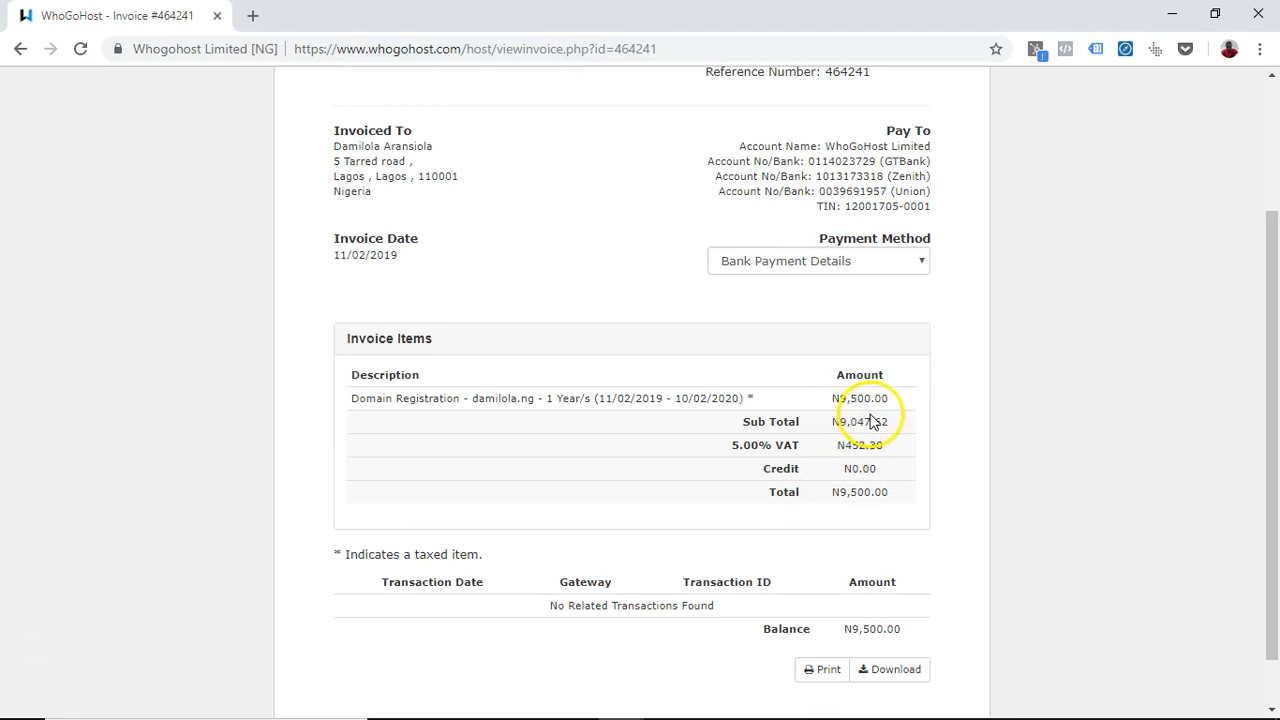 WhoGoHost - Invoice #464241
Whogohost Limited [NG]
https://www.whogohost.com/host/viewinvoice.php?id=464241
Reference Number: 464241
Invoiced To
Damilola Aransiola
5 Tarred road ,
Lagos , Lagos , 110001
Nigeria
Pay To
Account Name: WhoGoHost Limited
Account No/Bank: 0114023729 (GTBank)
Account No/Bank: 1013173318 (Zenith)
Account No/Bank: 0039691957 (Union)
TIN: 12001705-0001
Invoice Date
11/02/2019
Payment Method
Bank Payment Details
Invoice Items
Description Amount
Domain Registration - damilola.ng - 1 Year/s (11/02/2019 - 10/02/2020) * N9,500.00
Sub Total N9,047.62
5.00% VAT N452.38
Credit N0.00
Total N9,500.00
* Indicates a taxed item.
Transaction Date Gateway Transaction ID Amount
No Related Transactions Found
Balance N9,500.00
Print Download